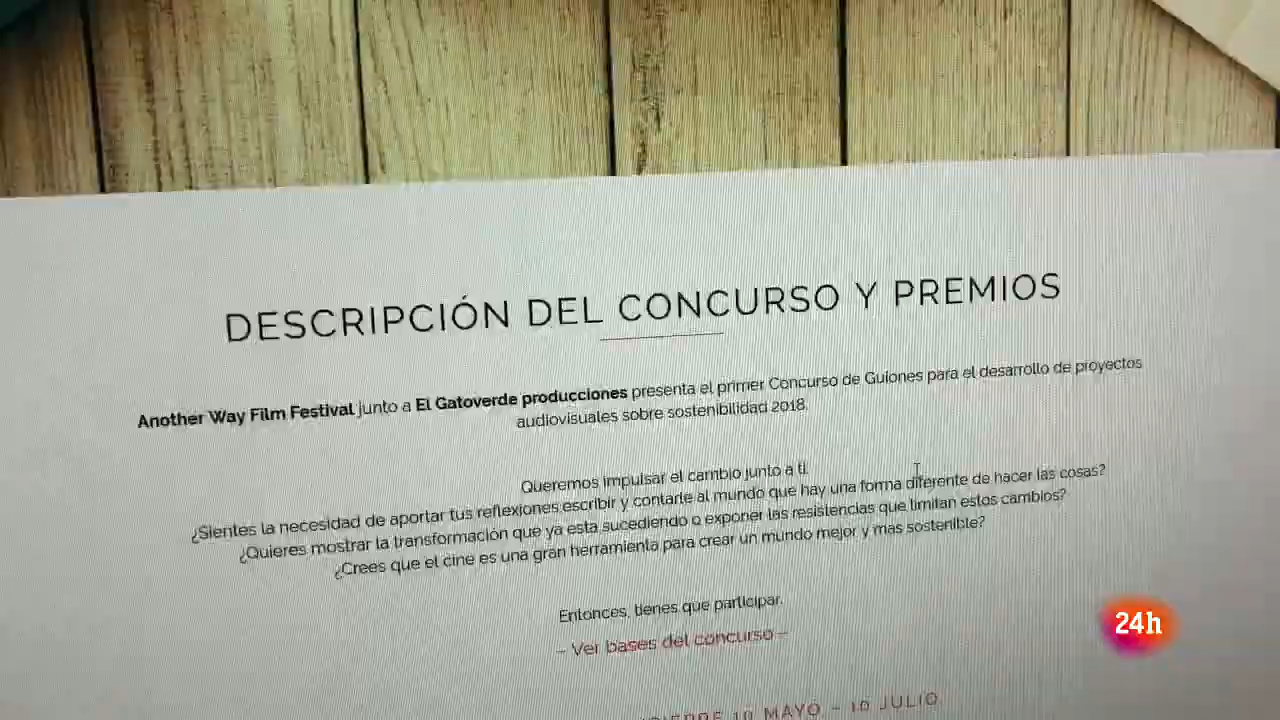 DESCRIPCIÓN DEL CONCURSO Y PREMIOS
Another Way Film Festival junto a El Gatoverde producciones presenta el primer Concurso de Guiones para el desarrollo de proyectos
audiovisuales sobre sostenibilidad 2018.
Queremos impulsar el cambio junto a ti.
¿Sientes la necesidad de aportar tus reflexiones escribir y contarle al mundo que hay una forma diferente de hacer las cosas?
¿Quieres mostrar la transformación que ya esta sucediendo o exponer las resistencias que limitan estos cambios?
¿Crees que el cine es una gran herramienta para crear un mundo mejor y mas sostenible?
Entonces, tienes que participar.
– Ver bases del concurso –
10 MAYO – 10 JULIO
24h